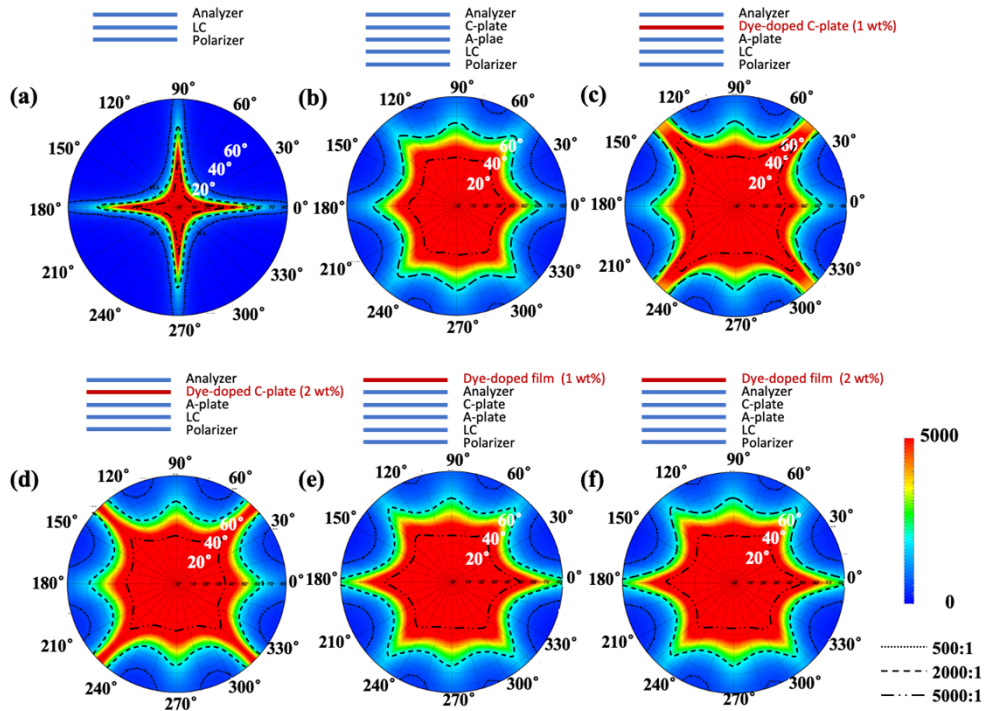 Analyzer
LC
Polarizer
Analyzer
C-plate
A-plae
LC
Polarizer
Analyzer
Dye-doped C-plate (1 wt%)
A-plate
LC
Polarizer
(a)
90°
120°
60°
150°
30°
60°
40°
20°
180°
0°
210°
330°
240°
300°
270°
(b)
90°
120°
60°
150°
30°
60°
40°
20°
180°
0°
210°
330°
240°
300°
270°
(c)
90°
120°
60°
150°
30°
60°
40°
20°
180°
0°
210°
330°
240°
300°
270°
Analyzer
Dye-doped C-plate (2 wt%)
A-plate
LC
Polarizer
Dye-doped film (1 wt%)
Analyzer
C-plate
A-plate
LC
Polarizer
Dye-doped film (2 wt%)
Analyzer
C-plate
A-plate
LC
Polarizer
(d)
90°
120°
60°
150°
30°
60°
40°
20°
180°
0°
210°
330°
240°
300°
270°
(e)
90°
120°
60°
150°
30°
60°
40°
20°
180°
0°
210°
330°
240°
300°
270°
(f)
90°
120°
60°
150°
30°
60°
40°
20°
180°
0°
210°
330°
240°
300°
270°
5000
0
500:1
2000:1
5000:1